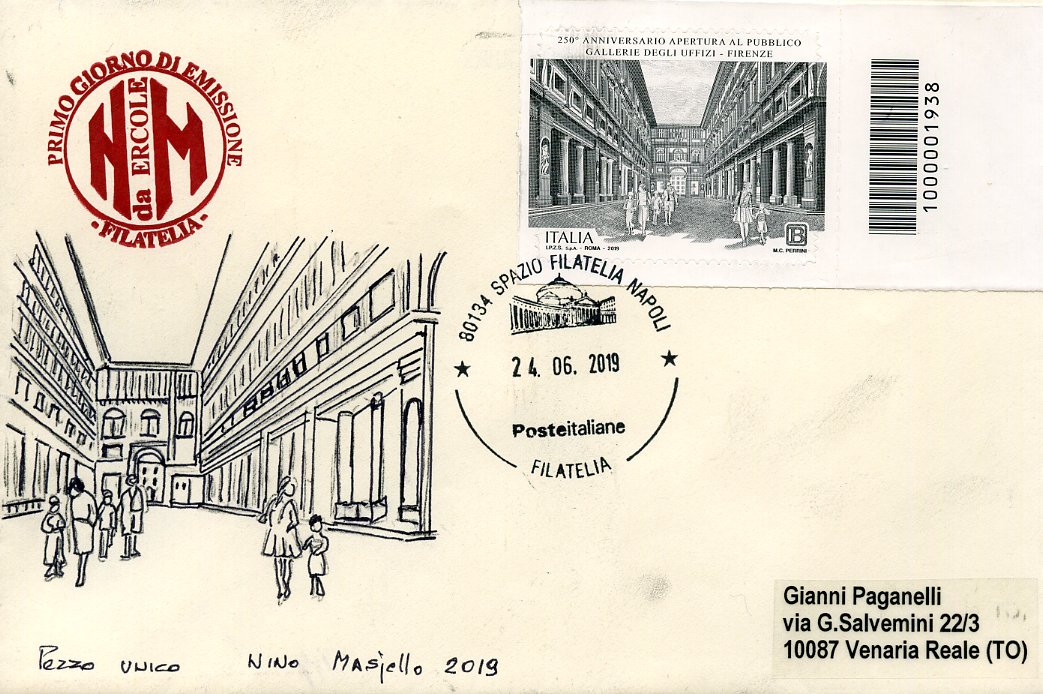 PRIMO GIORNO DI EMISSIONE
NM
da ERCOLE
- FILATELIA -
250° ANNIVERSARIO APERTURA AL PUBBLICO
GALLERIE DEGLI UFFIZI - FIRENZE
ITALIA
I.P.Z.S. S.p.A. - ROMA - 2019
B
M.C. PERRINI
1000001938
80134 SPAZIO FILATELIA NAPOLI
24. 06. 2019
Posteitaliane
FILATELIA
Gianni Paganelli
via G.Salvemini 22/3
10087 Venaria Reale (TO)
Pezzo unico Nino Masiello 2019